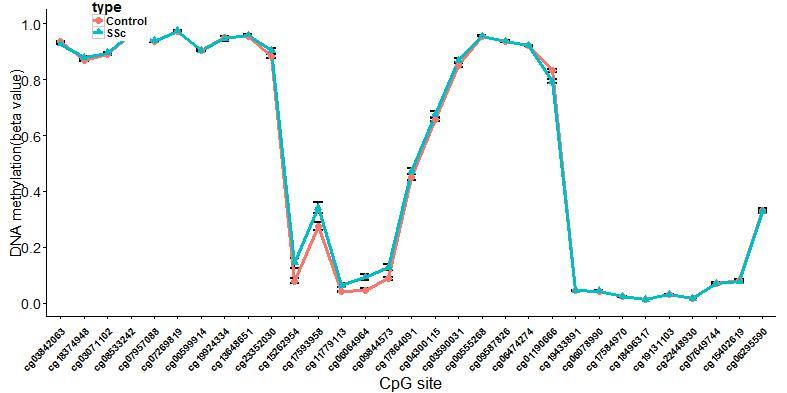 type
Control
SSc
DNA methylation(beta value)
1.0
0.8
0.6
0.4
0.2
0.0
cg03842063
cg18374948
cg09071102
cg08533242
cg07957088
cg07269819
cg00599914
cg19924334
cg13648651
cg23352030
cg15262954
cg17593958
cg11779113
cg06064964
cg09844573
cg17864091
cg04300115
cg03590031
cg00555268
cg09587826
cg06474274
cg01190666
cg19433891
cg06078990
cg17584970
cg18496317
cg19131103
cg22448930
cg07649744
cg15402619
cg06295590
CpG site